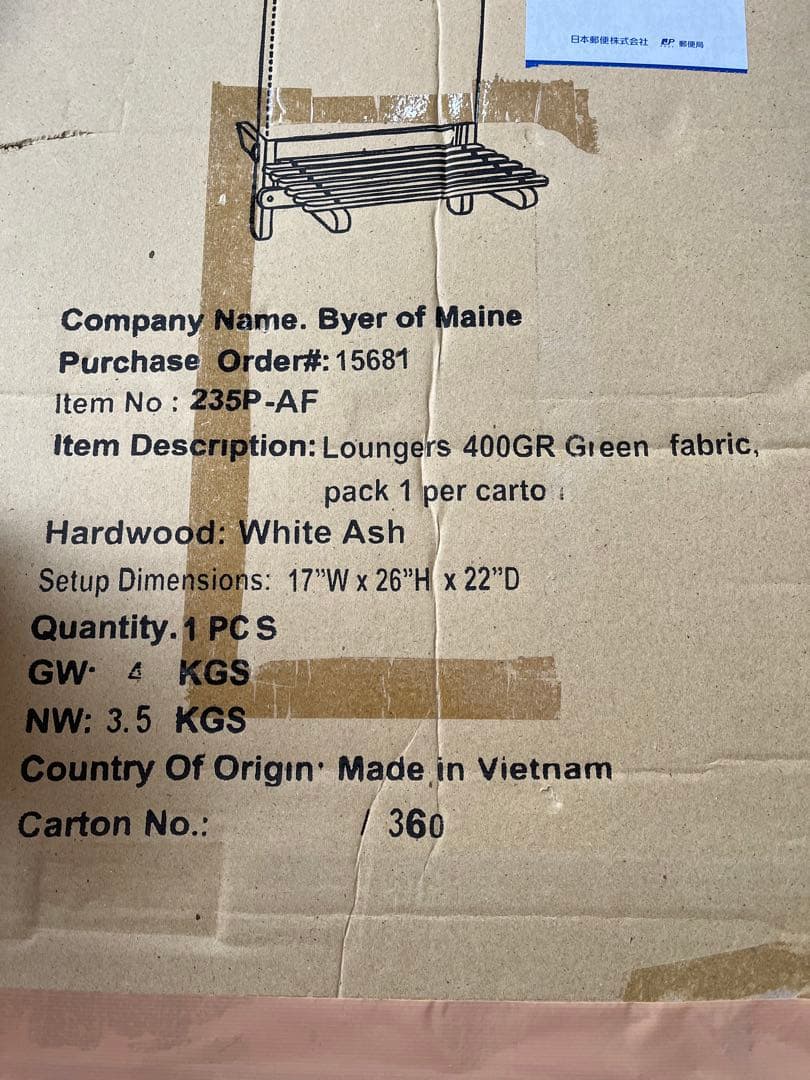 日本郵便株式会社 JP 郵便局
Company Name. Byer of Maine
Purchase Order#: 15681
Item No : 235P-AF
Item Description: Loungers 400GR Green fabric,
pack 1 per carto
Hardwood: White Ash
Setup Dimensions: 17”W x 26”H x 22”D
Quantity. 1 PCS
GW: 4 KGS
NW: 3.5 KGS
Country Of Origin: Made in Vietnam
Carton No.: / 360